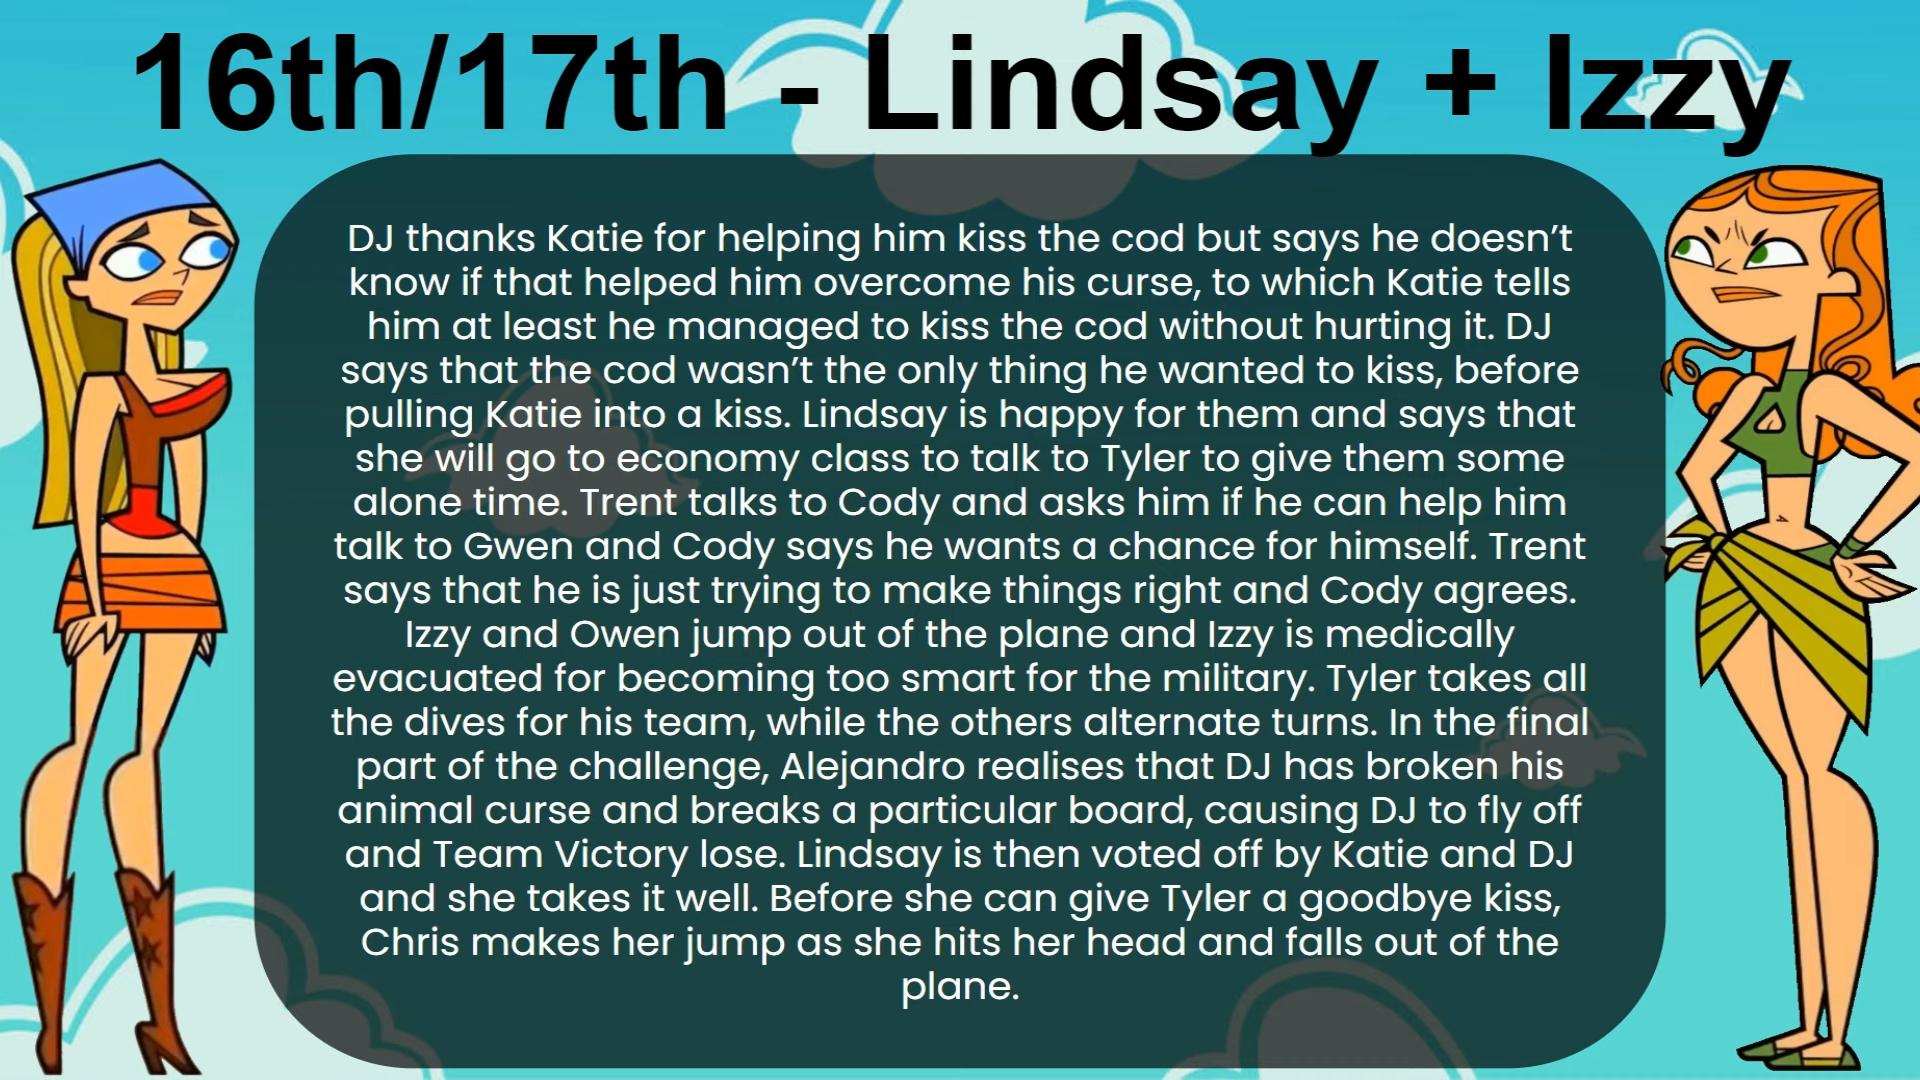 16th/17th - Lindsay + Izzy
DJ thanks Katie for helping him kiss the cod but says he doesn’t
know if that helped him overcome his curse, to which Katie tells
him at least he managed to kiss the cod without hurting it. DJ
says that the cod wasn’t the only thing he wanted to kiss, before
pulling Katie into a kiss. Lindsay is happy for them and says that
she will go to economy class to talk to Tyler to give them some
alone time. Trent talks to Cody and asks him if he can help him
talk to Gwen and Cody says he wants a chance for himself. Trent
says that he is just trying to make things right and Cody agrees.
Izzy and Owen jump out of the plane and Izzy is medically
evacuated for becoming too smart for the military. Tyler takes all
the dives for his team, while the others alternate turns. In the final
part of the challenge, Alejandro realises that DJ has broken his
animal curse and breaks a particular board, causing DJ to fly off
and Team Victory lose. Lindsay is then voted off by Katie and DJ
and she takes it well. Before she can give Tyler a goodbye kiss,
Chris makes her jump as she hits her head and falls out of the
plane.